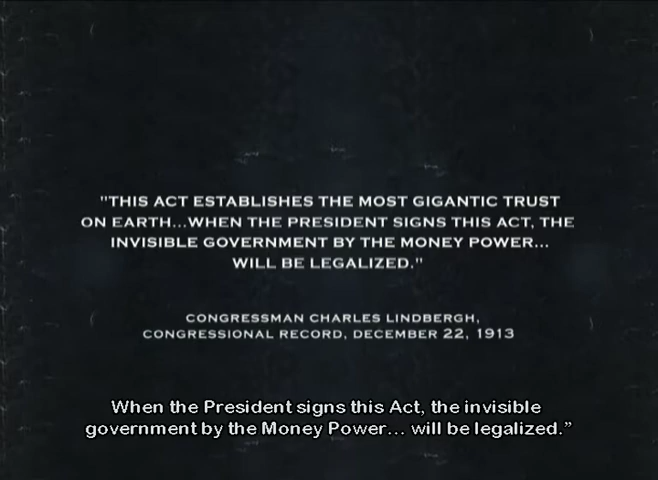 "THIS ACT ESTABLISHES THE MOST GIGANTIC TRUST
ON EARTH...WHEN THE PRESIDENT SIGNS THIS ACT, THE
INVISIBLE GOVERNMENT BY THE MONEY POWER...
WILL BE LEGALIZED."
CONGRESSMAN CHARLES LINDBERGH,
CONGRESSIONAL RECORD, DECEMBER 22, 1913
When the President signs this Act, the invisible
government by the Money Power... will be legalized.”